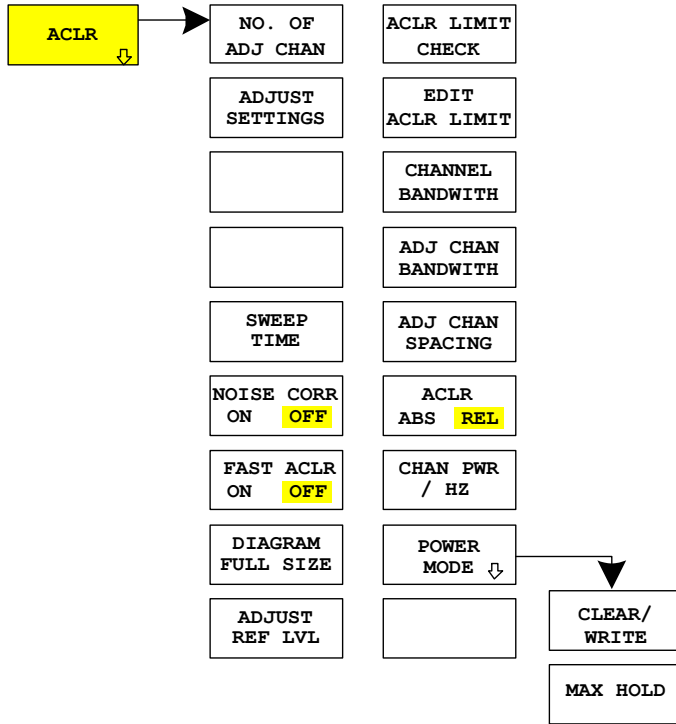 ACLR
NO. OF
ADJ CHAN
ADJUST
SETTINGS
SWEEP
TIME
NOISE CORR
ON OFF
FAST ACLR
ON OFF
DIAGRAM
FULL SIZE
ADJUST
REF LVL
ACLR LIMIT
CHECK
EDIT
ACLR LIMIT
CHANNEL
BANDWITH
ADJ CHAN
BANDWITH
ADJ CHAN
SPACING
ACLR
ABS REL
CHAN PWR
/ HZ
POWER
MODE
CLEAR/
WRITE
MAX HOLD